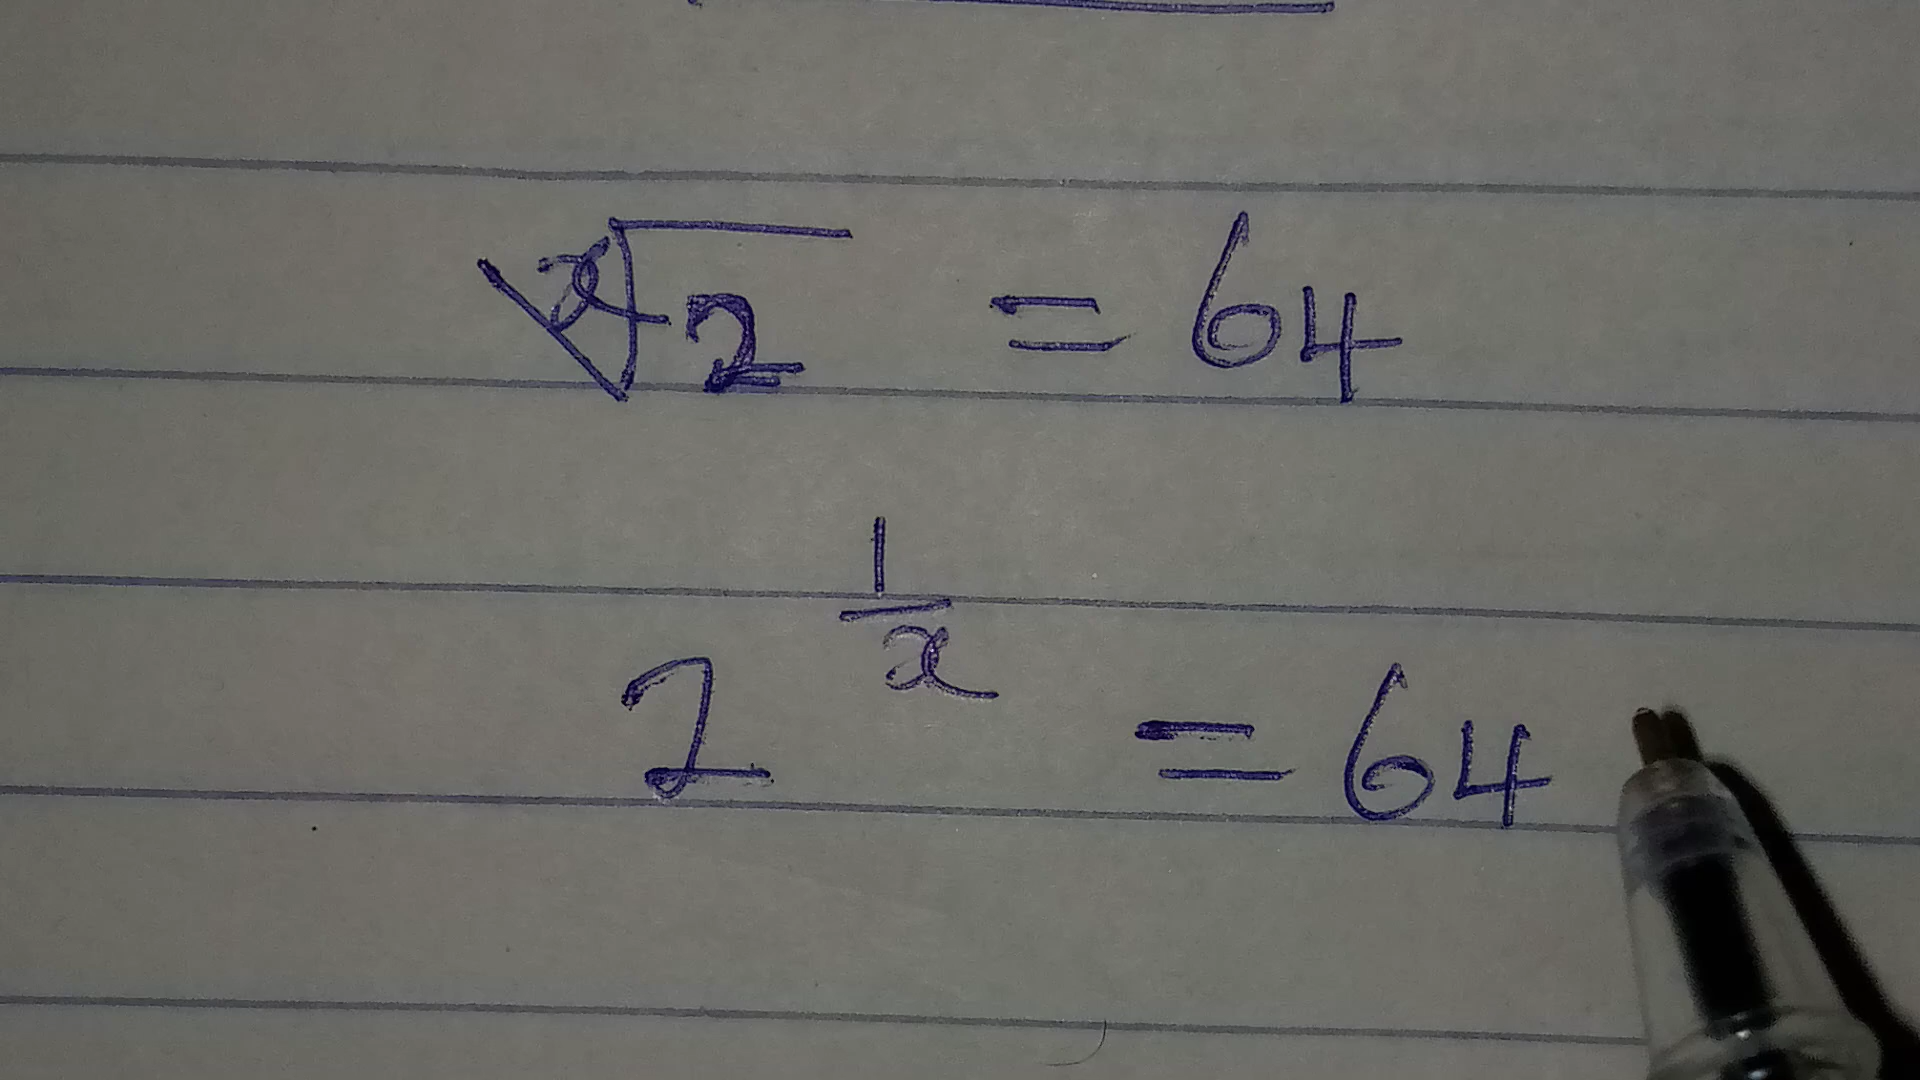 ˣ√2 = 64
2^(1/x) = 64